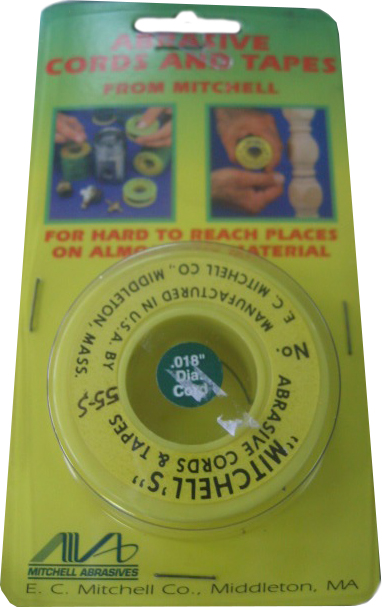 ABRASIVE
CORDS AND TAPES
FROM MITCHELL
FOR HARD TO REACH PLACES
ON ALMO MATERIAL
E. C. MITCHELL CO., MIDDLETON, MASS.
MANUFACTURED IN U.S.A. BY
No. 55-S
.018"
Dia.
Cord
"MITCHELL'S"
ABRASIVE CORDS & TAPES
MITCHELL ABRASIVES
E. C. Mitchell Co., Middleton, MA